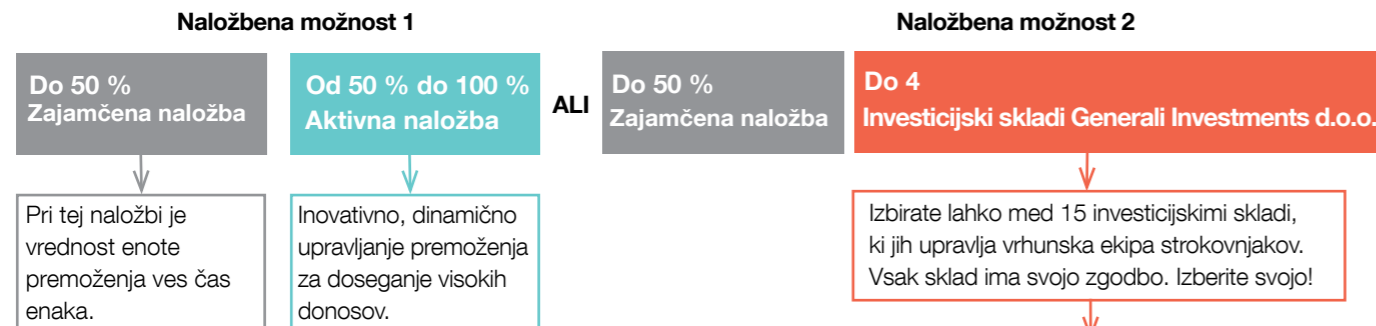 Naložbena možnost 1
Naložbena možnost 2
Do 50 %
Zajamčena naložba
Od 50 % do 100 %
Aktivna naložba
ALI
Do 50 %
Zajamčena naložba
Do 4
Investicijski skladi Generali Investments d.o.o.
Pri tej naložbi je
vrednost enote
premoženja ves čas
enaka.
Inovativno, dinamično
upravljanje premoženja
za doseganje visokih
donosov.
Izbirate lahko med 15 investicijskimi skladi,
ki jih upravlja vrhunska ekipa strokovnjakov.
Vsak sklad ima svojo zgodbo. Izberite svojo!